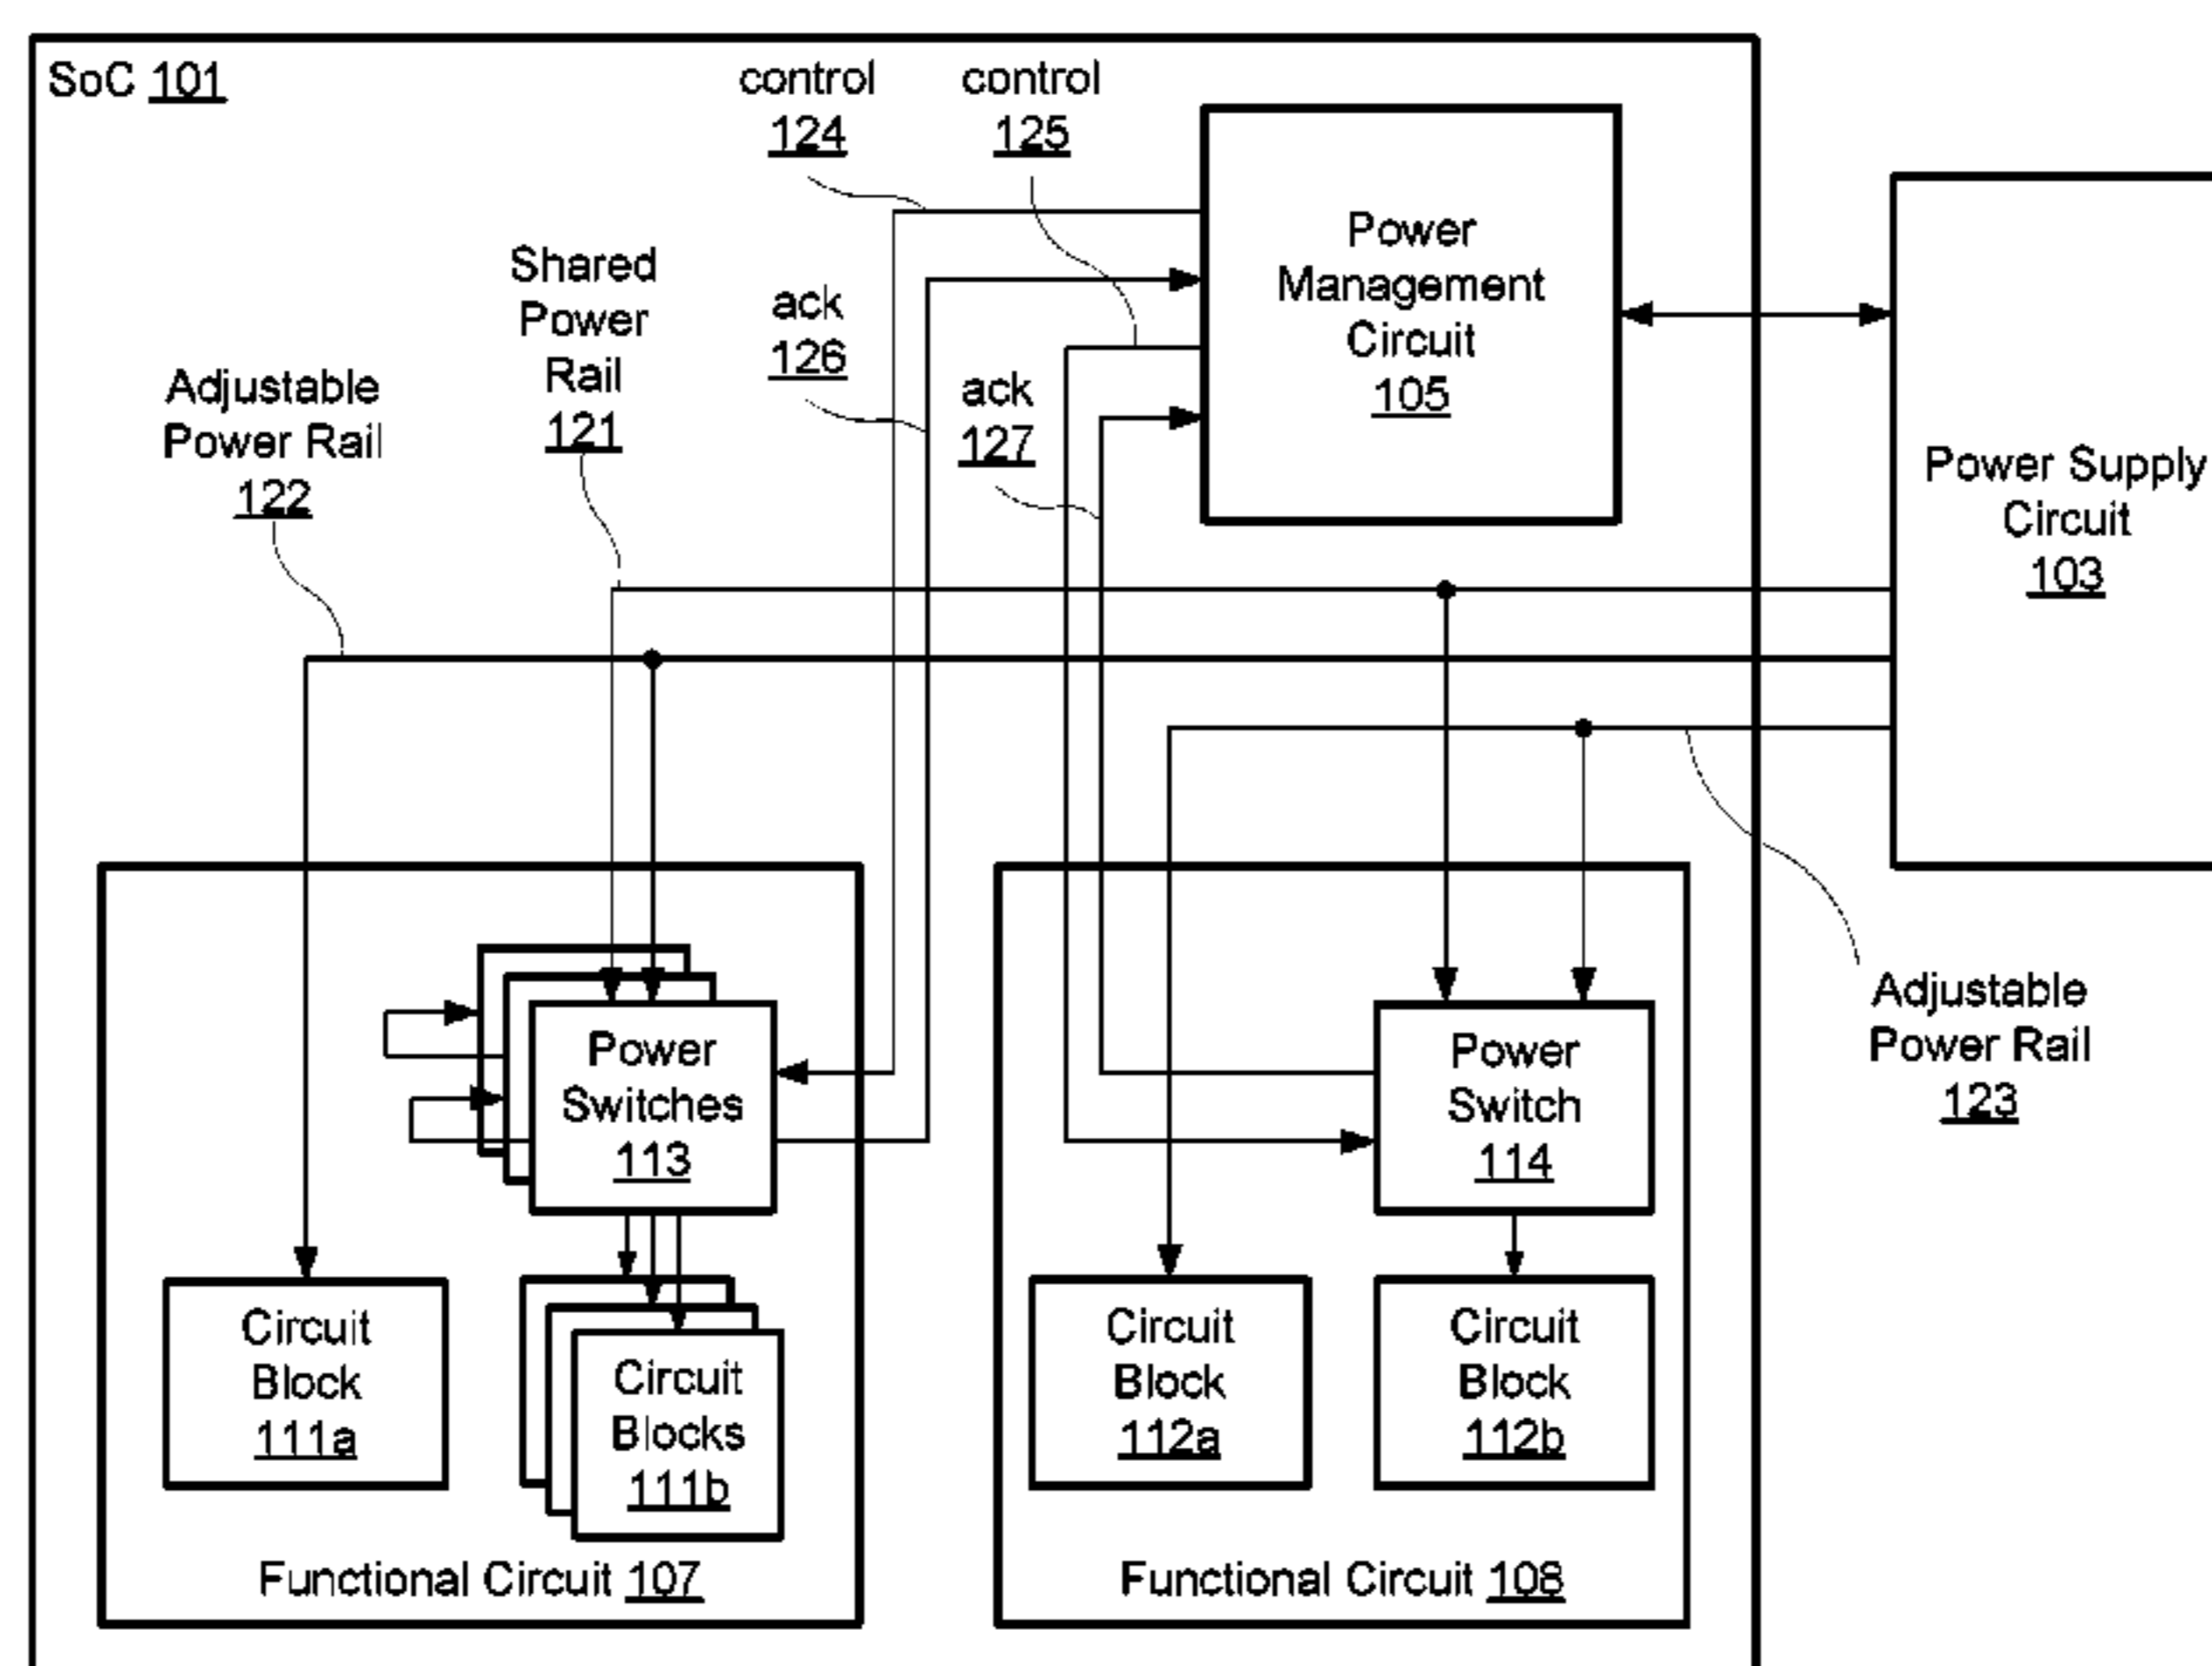 SoC 101
control
124
control
125
Power
Management
Circuit
105
Shared
Power
Rail
121
ack
126
ack
127
Adjustable
Power Rail
122
Power Supply
Circuit
103
Adjustable
Power Rail
123
Power
Switches
113
Power
Switch
114
Circuit
Block
111a
Circuit
Blocks
111b
Circuit
Block
112a
Circuit
Block
112b
Functional Circuit 107
Functional Circuit 108